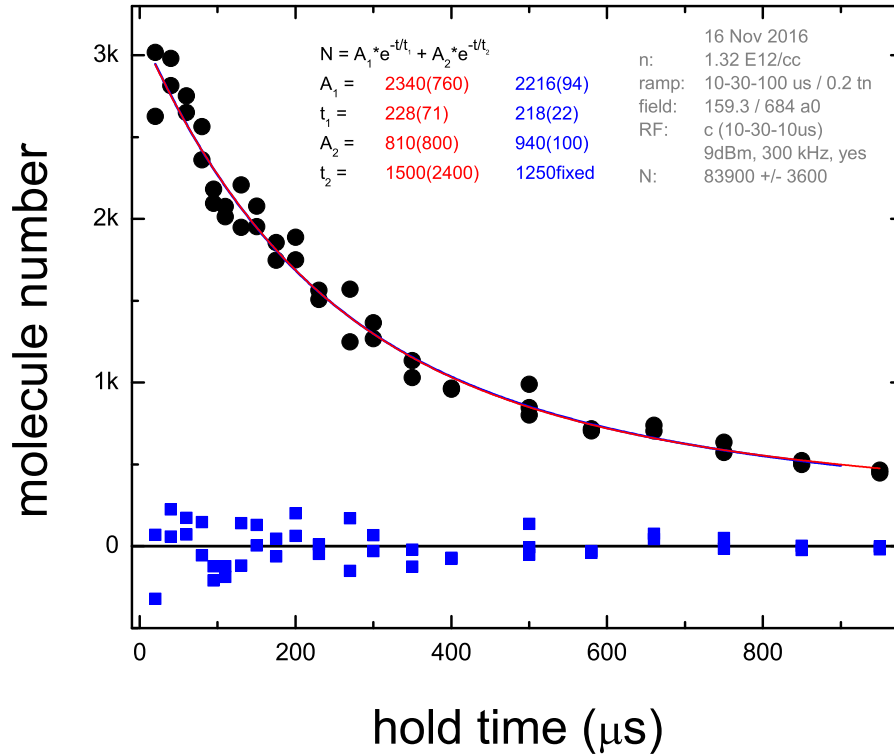 N = A1*e^-t/t1 + A2*e^-t/t2
A1 = 2340(760) 2216(94)
t1 = 228(71) 218(22)
A2 = 810(800) 940(100)
t2 = 1500(2400) 1250fixed
16 Nov 2016
n: 1.32 E12/cc
ramp: 10-30-100 us / 0.2 tn
field: 159.3 / 684 a0
RF: c (10-30-10us)
9dBm, 300 kHz, yes
N: 83900 +/- 3600
3k
2k
1k
0
molecule number
0 200 400 600 800
hold time (μs)